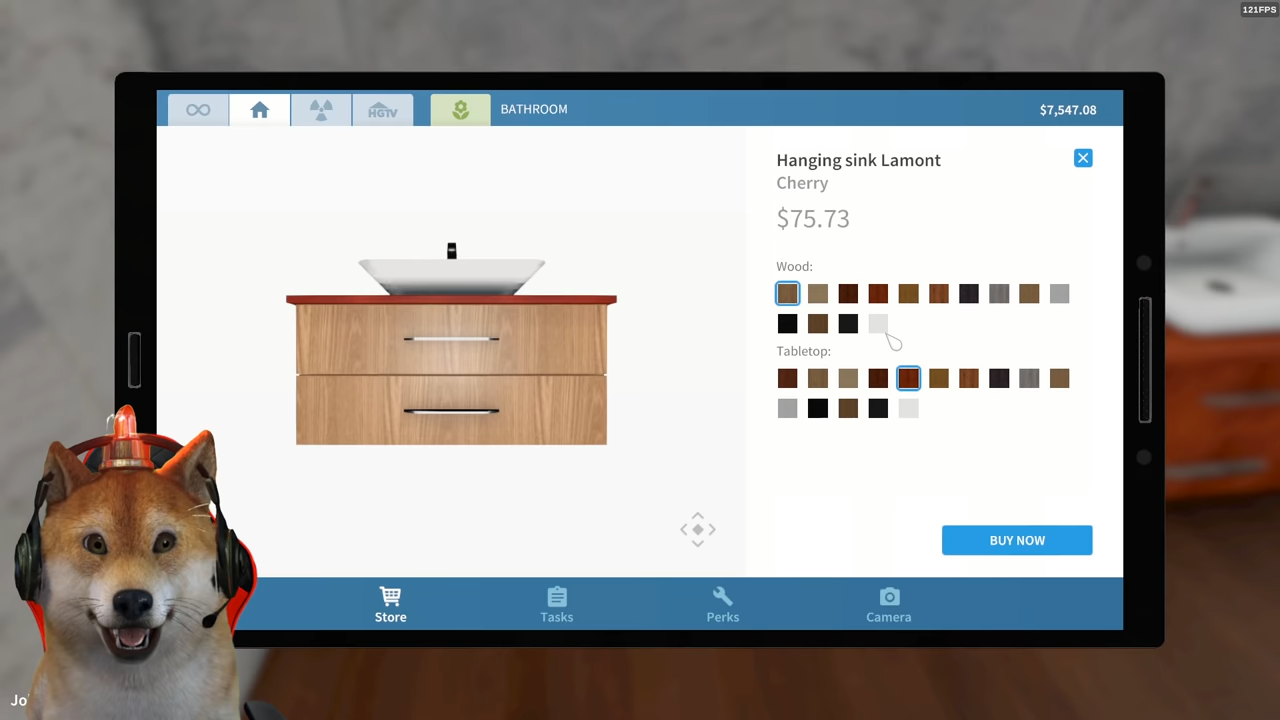 121FPS
HGTV
BATHROOM
$7,547.08
Hanging sink Lamont
Cherry
$75.73
Wood:
Tabletop:
BUY NOW
Store
Tasks
Perks
Camera
Jo